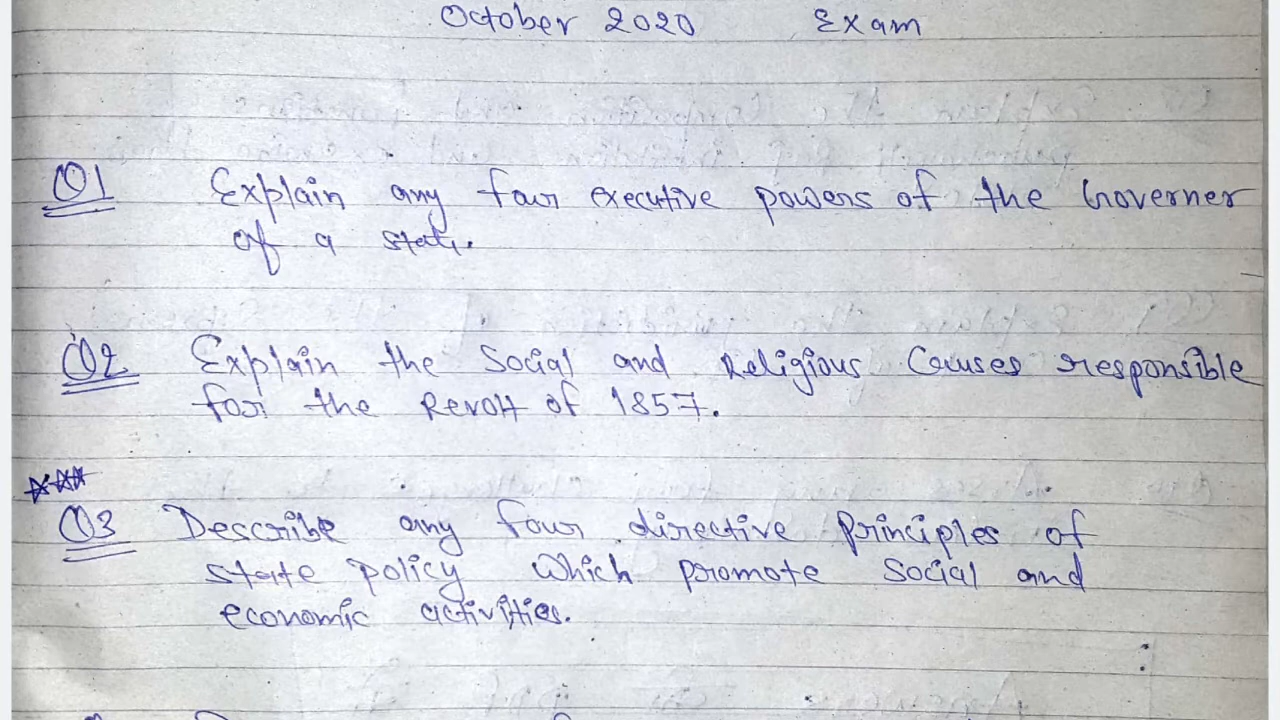 October 2020 Exam
Q1 Explain any four executive powers of the Governer
of a state.
Q2 Explain the Social and Religious Causes responsible
for the Revolt of 1857.
Q3 Describe any four directive principles of
state policy which promote social and
economic activities.